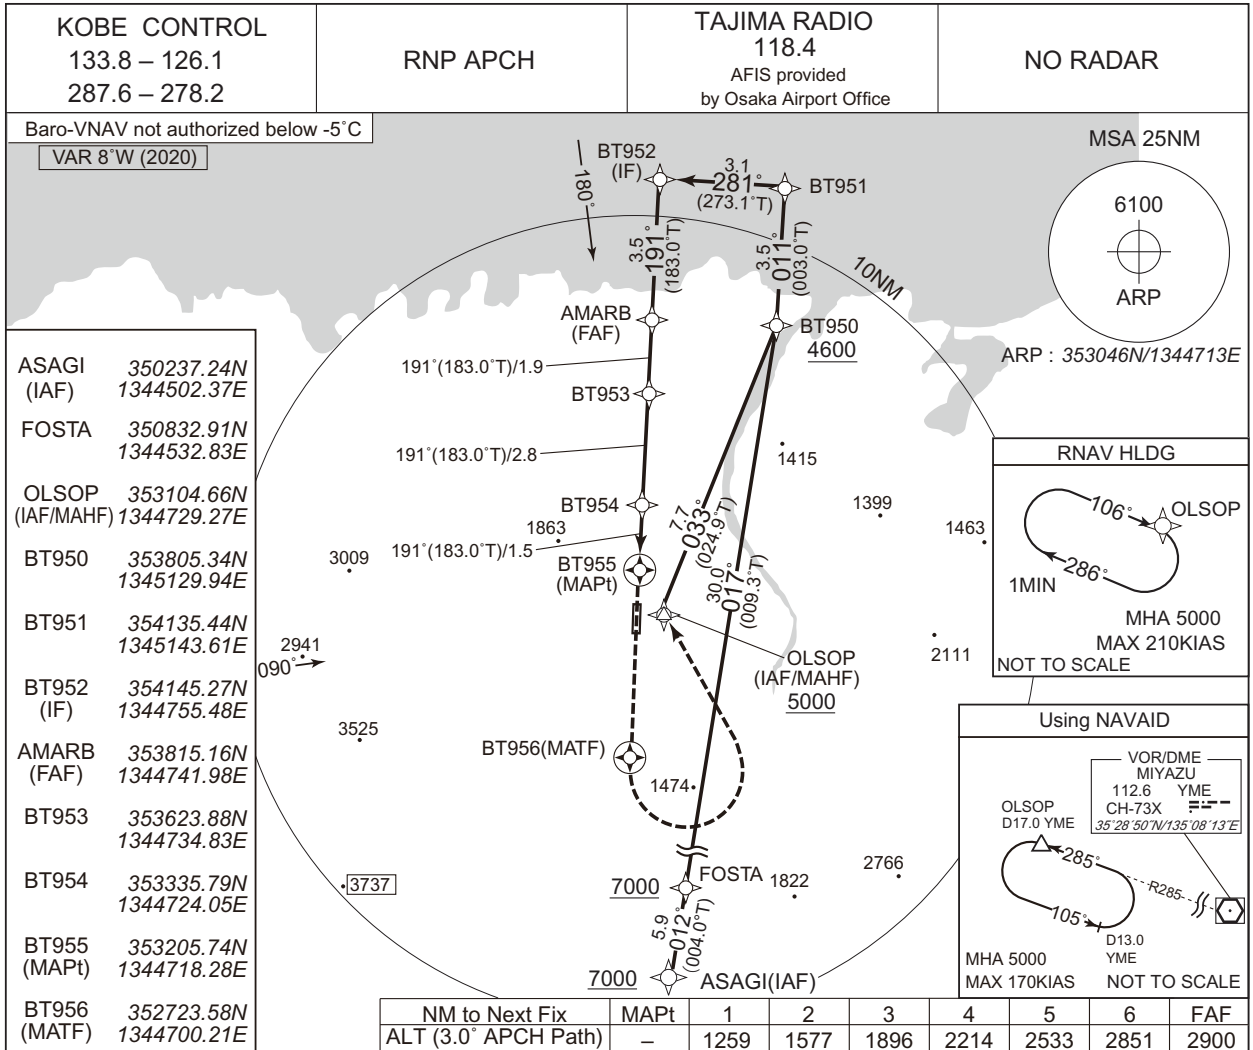 KOBE CONTROL
133.8 – 126.1
287.6 – 278.2
RNP APCH
TAJIMA RADIO
118.4
AFIS provided
by Osaka Airport Office
NO RADAR
Baro-VNAV not authorized below -5˚C
VAR 8˚W (2020)
MSA 25NM
6100
ARP
ARP : 353046N/1344713E
180˚
090˚
10NM
BT952
(IF)
3.1
281˚
(273.1˚T)
BT951
3.5
191˚
(183.0˚T)
3.5
011˚
(003.0˚T)
AMARB
(FAF)
BT950
4600
191˚(183.0˚T)/1.9
BT953
191˚(183.0˚T)/2.8
BT954
191˚(183.0˚T)/1.5
BT955
(MAPt)
7.7
033˚
(024.9˚T)
30.0
017˚
(009.3˚T)
OLSOP
(IAF/MAHF)
5000
BT956(MATF)
1415
1399
1463
1863
3009
2941
2111
3525
1474
3737
2766
1822
7000
FOSTA
5.9
012˚
(004.0˚T)
7000
ASAGI(IAF)
ASAGI 350237.24N
(IAF) 1344502.37E
FOSTA 350832.91N
1344532.83E
OLSOP 353104.66N
(IAF/MAHF) 1344729.27E
BT950 353805.34N
1345129.94E
BT951 354135.44N
1345143.61E
BT952 354145.27N
(IF) 1344755.48E
AMARB 353815.16N
(FAF) 1344741.98E
BT953 353623.88N
1344734.83E
BT954 353335.79N
1344724.05E
BT955 353205.74N
(MAPt) 1344718.28E
BT956 352723.58N
(MATF) 1344700.21E
RNAV HLDG
106˚
OLSOP
286˚
1MIN
MHA 5000
MAX 210KIAS
NOT TO SCALE
Using NAVAID
VOR/DME
MIYAZU
112.6 YME
CH-73X
35˚28'50"N/135˚08'13"E
OLSOP
D17.0 YME
285˚
R285
105˚
D13.0
YME
MHA 5000
MAX 170KIAS NOT TO SCALE
NM to Next Fix MAPt 1 2 3 4 5 6 FAF
ALT (3.0˚ APCH Path) – 1259 1577 1896 2214 2533 2851 2900